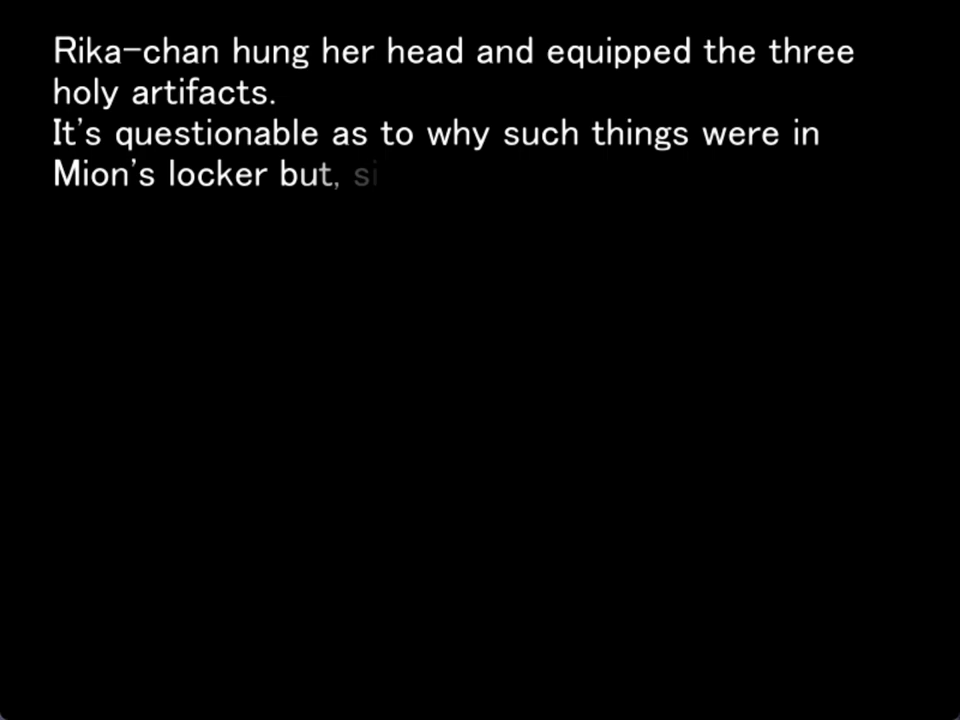 Rika-chan hung her head and equipped the three
holy artifacts.
It's questionable as to why such things were in
Mion's locker but, si